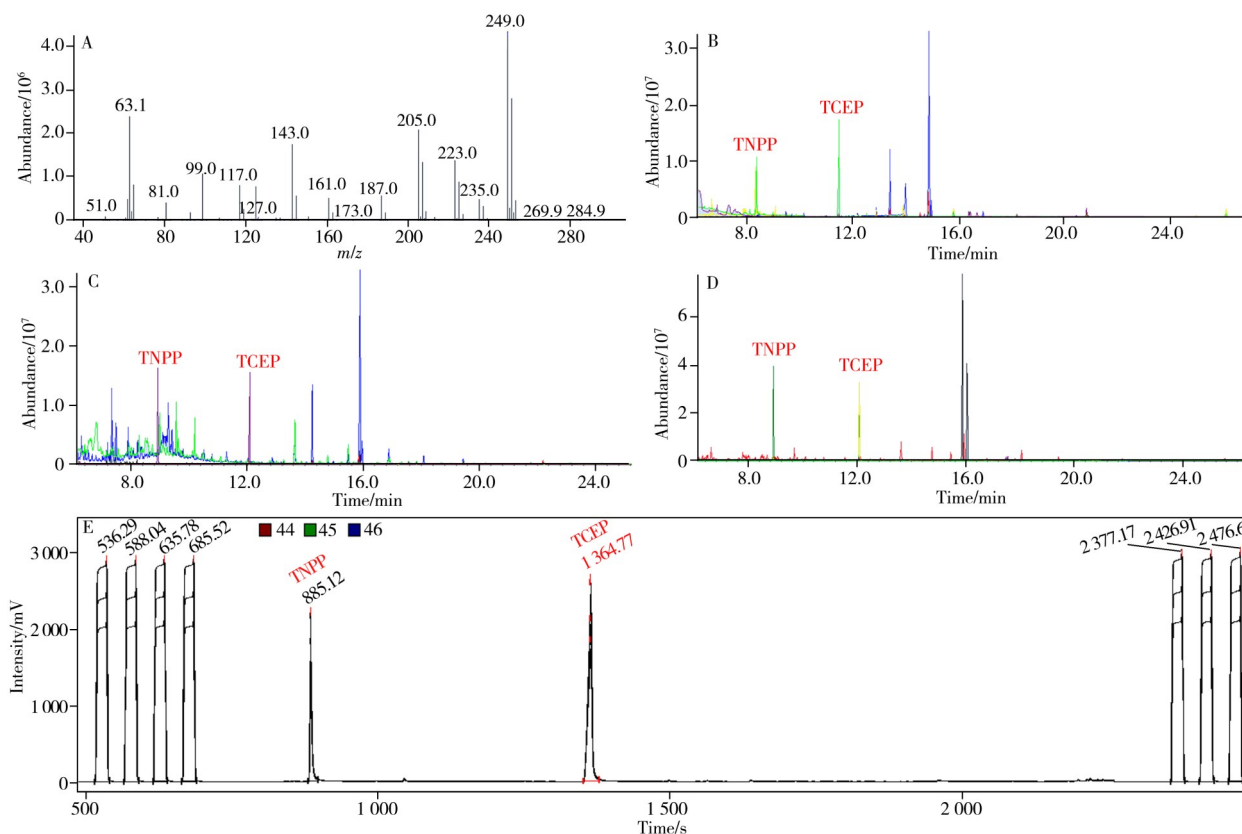 A
Abundance/10⁶
4.0
3.0
2.0
1.0
0
249.0
63.1
205.0
143.0
223.0
99.0
117.0
187.0
161.0
235.0
81.0
51.0
127.0
173.0
269.9 284.9
40 80 120 160 200 240 280
m/z
B
Abundance/10⁷
3.0
2.0
1.0
0
TNPP
TCEP
8.0 12.0 16.0 20.0 24.0
Time/min
C
Abundance/10⁷
3.0
2.0
1.0
0
TNPP
TCEP
8.0 12.0 16.0 20.0 24.0
Time/min
D
Abundance/10⁷
6
4
2
0
TNPP
TCEP
8.0 12.0 16.0 20.0 24.0
Time/min
E
44 45 46
Intensity/mV
3 000
2 000
1 000
0
536.29
588.04
635.78
685.52
TNPP
885.12
TCEP
1 364.77
2 377.17
2 426.91
2 476.6
500 1 000 1 500 2 000
Time/s